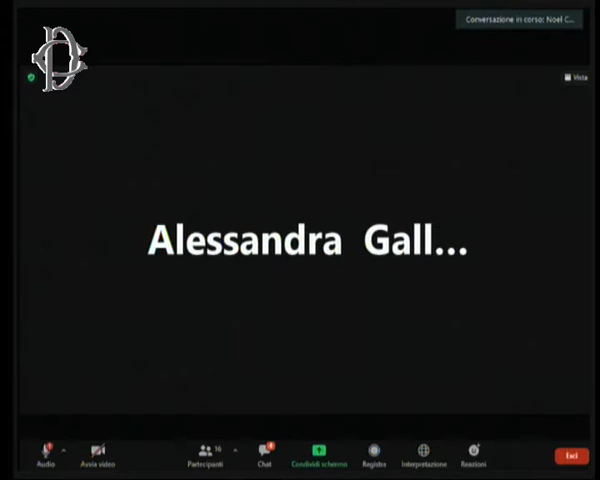 Conversazione in corso: Noel C...
Vista
Alessandra Gall...
Audio
Avvia video
Partecipanti
16
Chat
4
Condividi schermo
Registra
Interpretazione
Reazioni
Esci